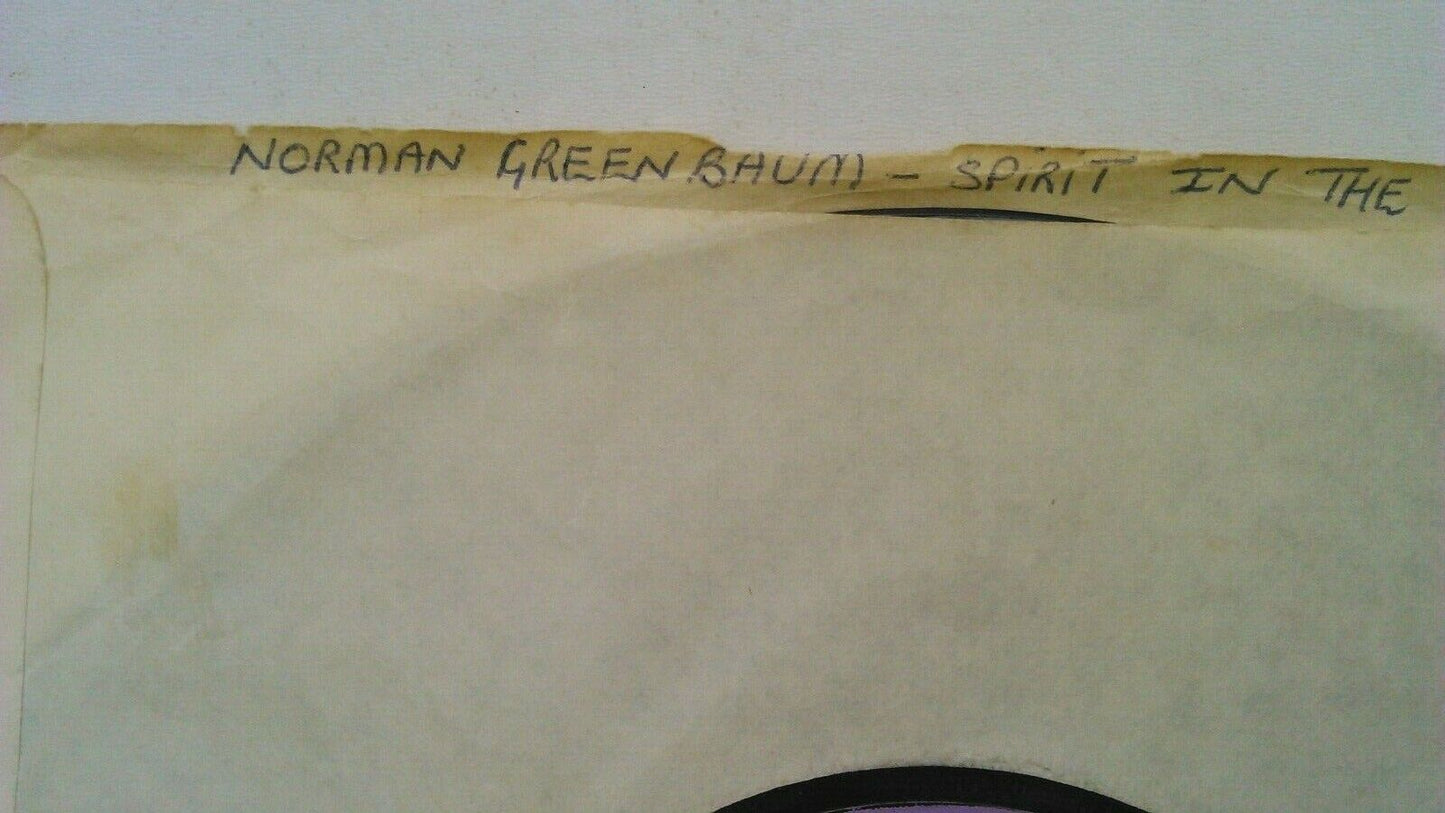 NORMAN GREENBAUM - SPIRIT IN THE